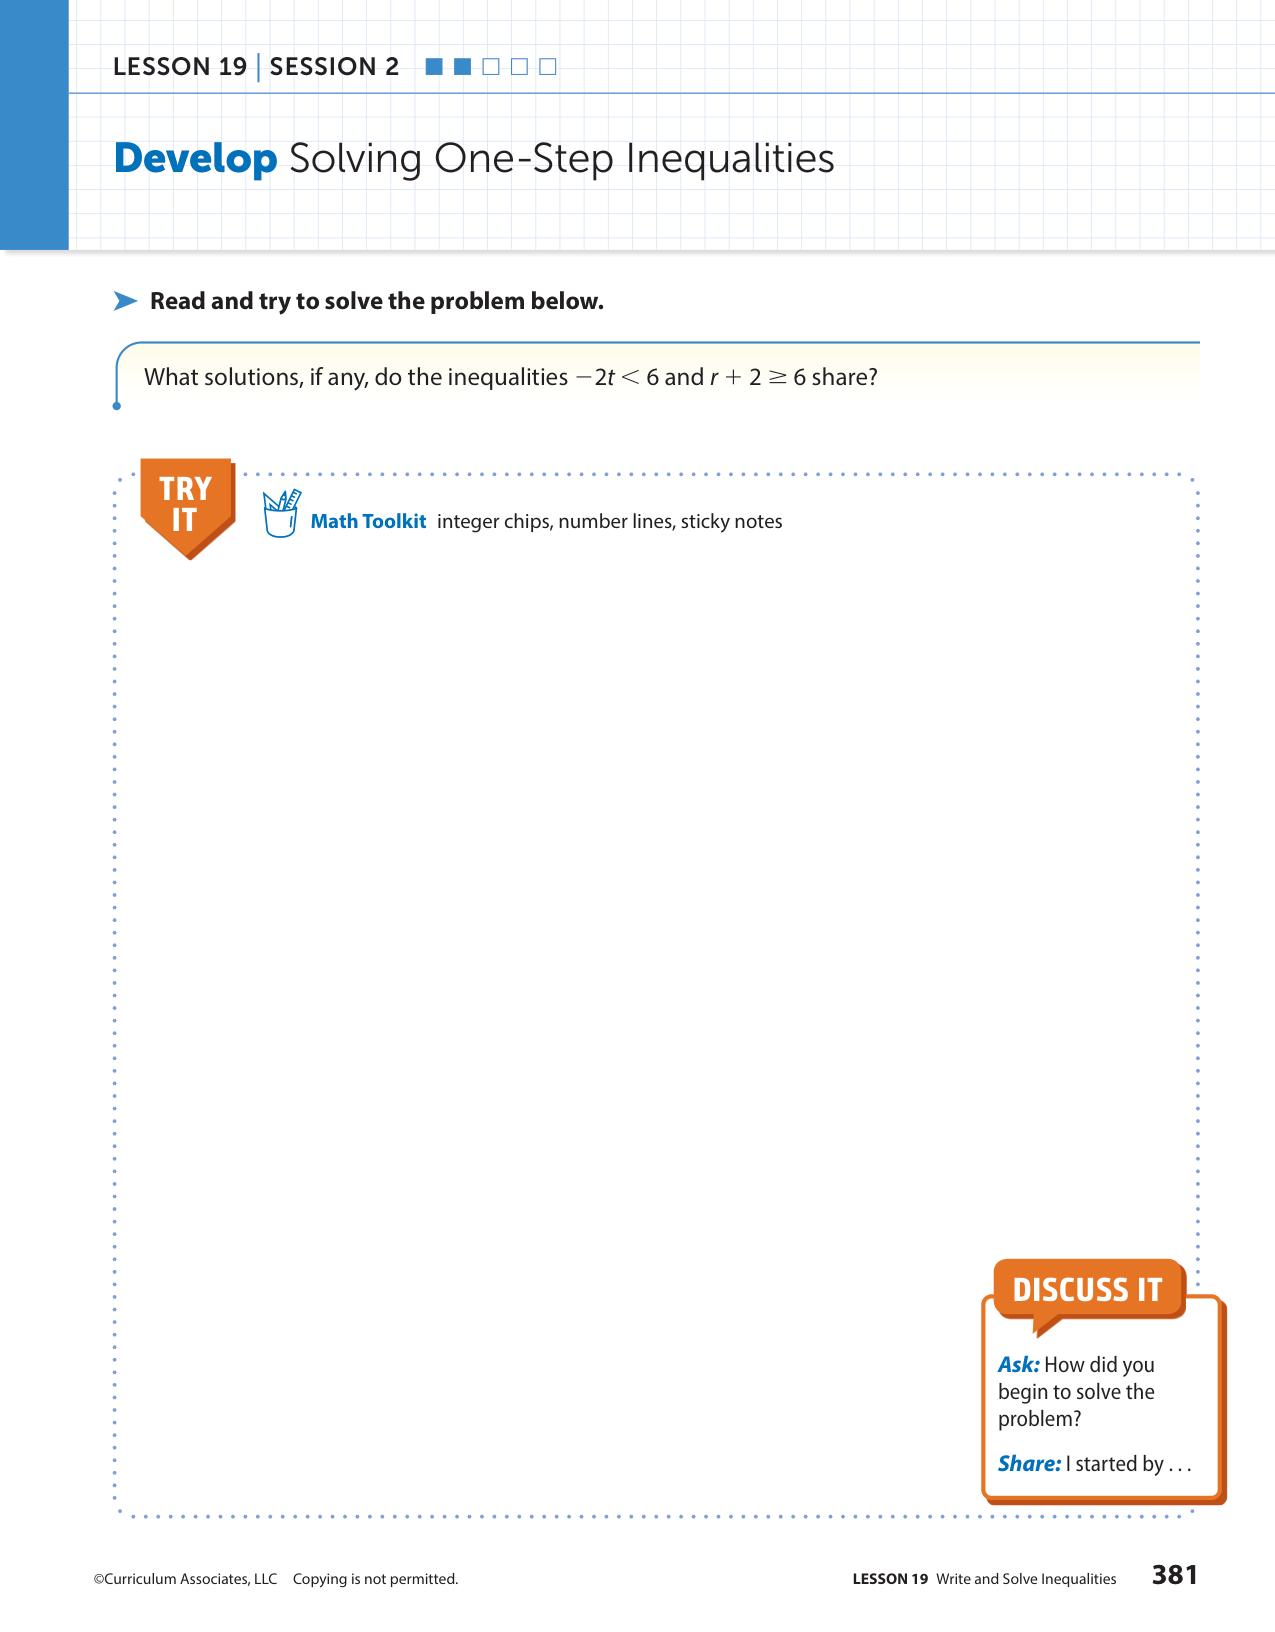 LESSON 19 | SESSION 2
Develop Solving One-Step Inequalities
Read and try to solve the problem below.
What solutions, if any, do the inequalities −2t < 6 and r + 2 ≥ 6 share?
TRY
IT
Math Toolkit integer chips, number lines, sticky notes
DISCUSS IT
Ask: How did you
begin to solve the
problem?
Share: I started by . . .
©Curriculum Associates, LLC Copying is not permitted.
LESSON 19 Write and Solve Inequalities 381